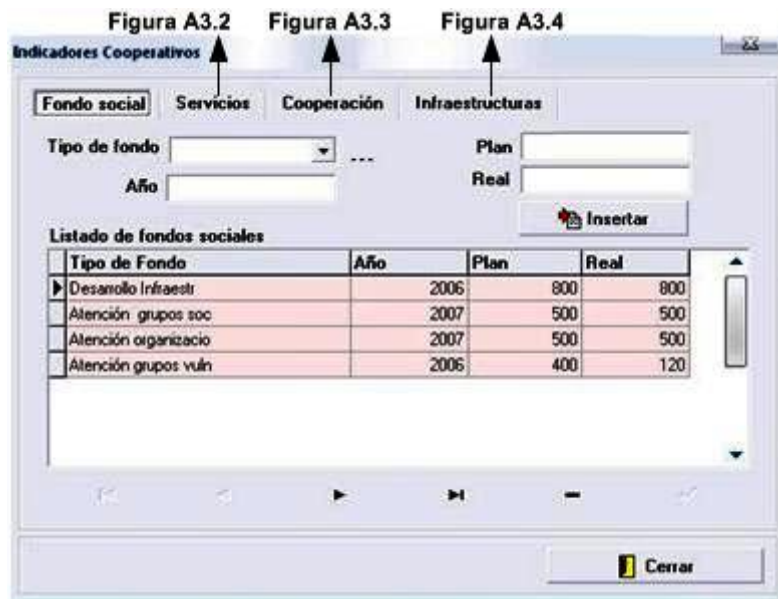 Figura A3.2 Figura A3.3 Figura A3.4
Indicadores Cooperativos
Fondo social Servicios Cooperación Infraestructuras
Tipo de fondo ... Plan
Año Real
Insertar
Listado de fondos sociales
Tipo de Fondo Año Plan Real
Desarrollo Infraestr 2006 800 800
Atención grupos soc 2007 500 500
Atención organizacio 2007 500 500
Atención grupos vuln 2006 400 120
Cerrar